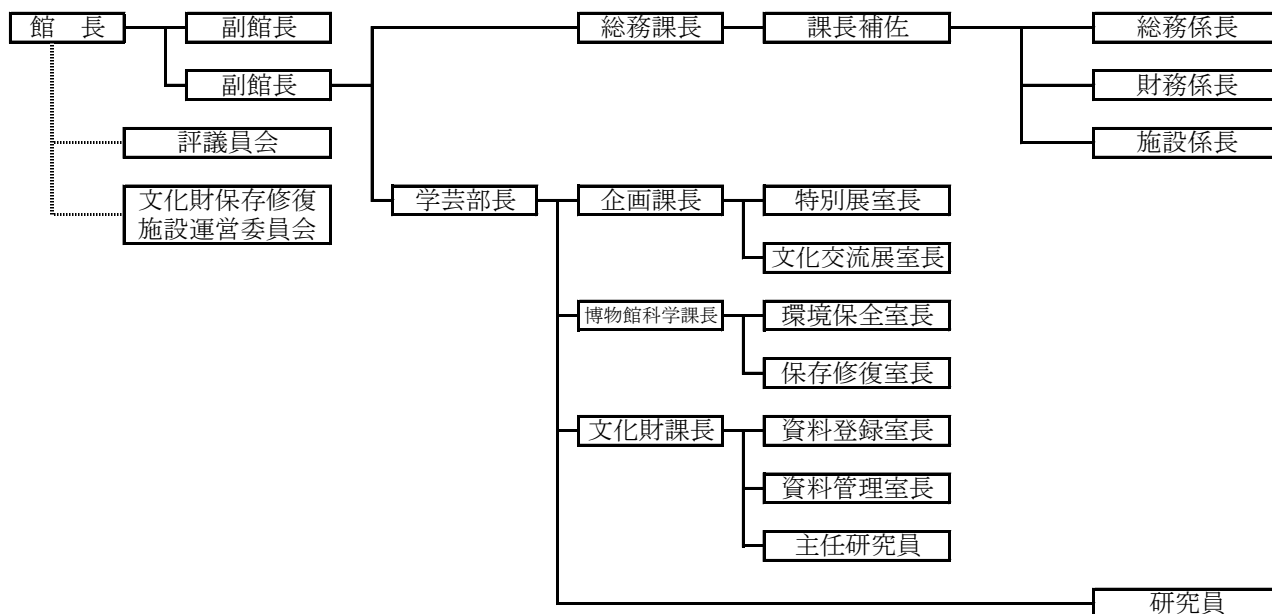 館　長
副館長
総務課長
課長補佐
総務係長
副館長
財務係長
評議員会
施設係長
文化財保存修復
施設運営委員会
学芸部長
企画課長
特別展室長
文化交流展室長
博物館科学課長
環境保全室長
保存修復室長
文化財課長
資料登録室長
資料管理室長
主任研究員
研究員